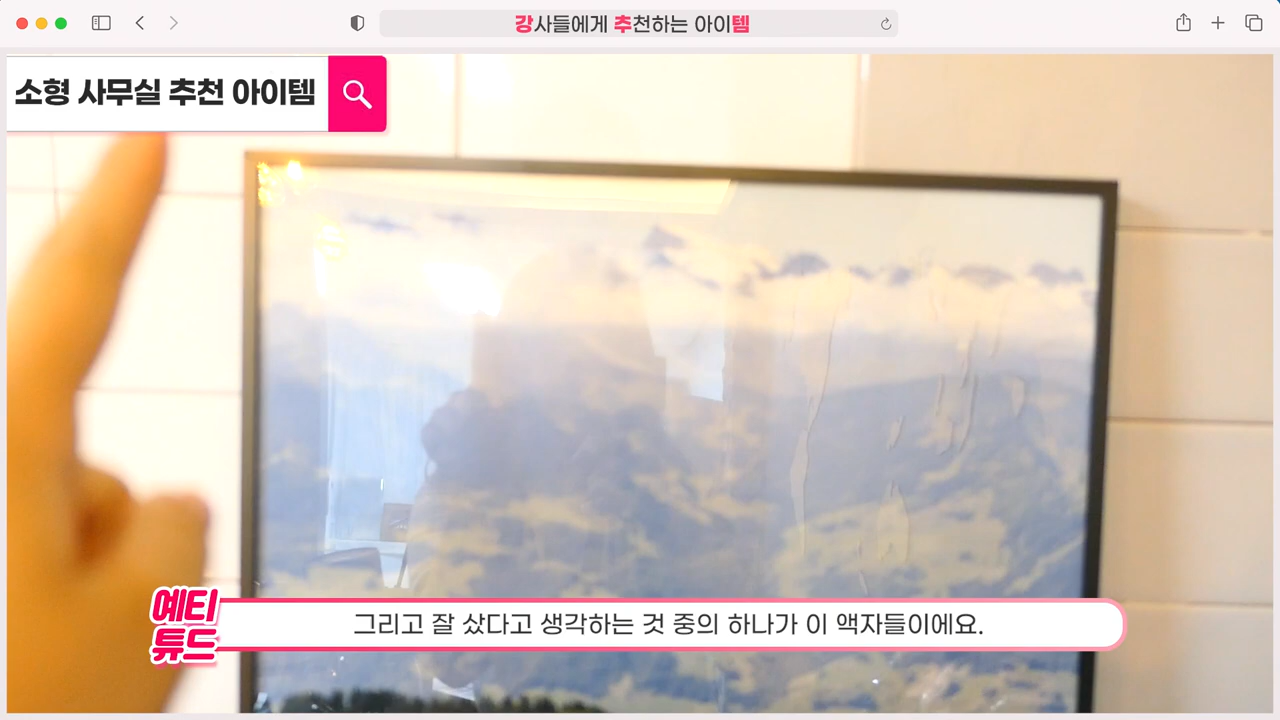 강사들에게 추천하는 아이템
소형 사무실 추천 아이템
예티
튜드
그리고 잘 샀다고 생각하는 것 중의 하나가 이 액자들이에요.